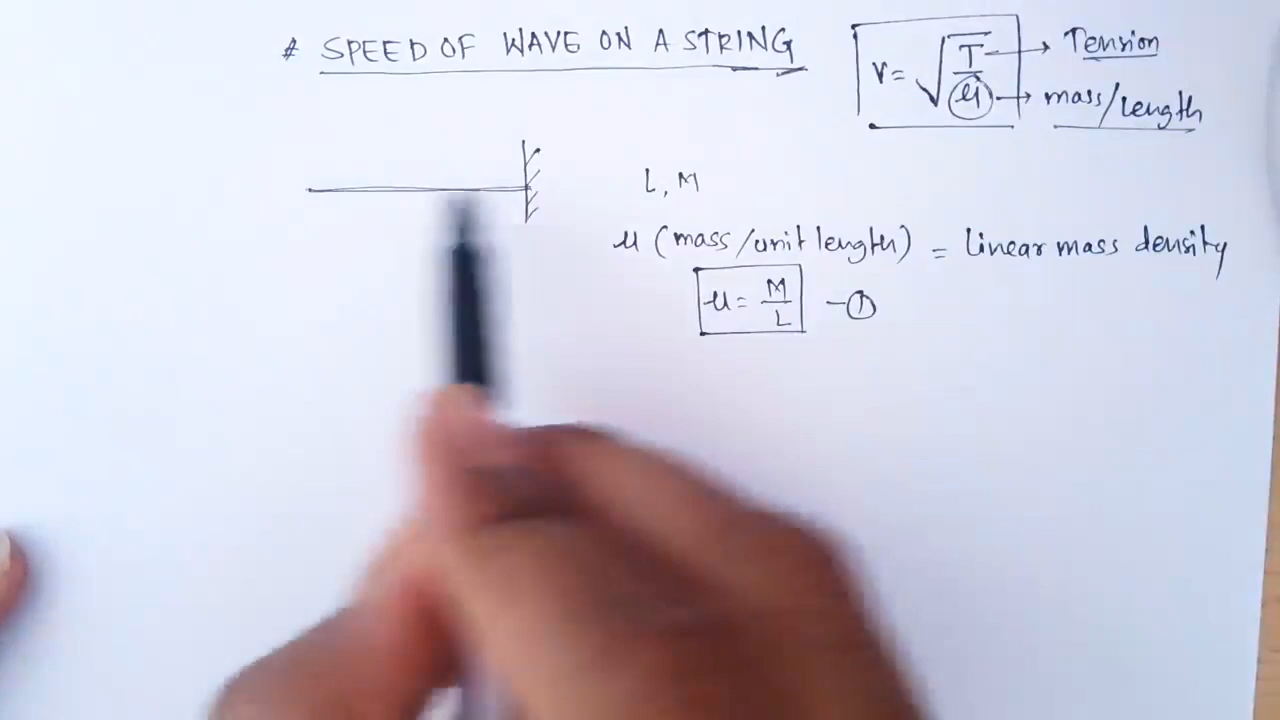 # SPEED OF WAVE ON A STRING
v = √(T/μ) → Tension
→ mass/Length
L, M
μ (mass/unit length) = Linear mass density
μ = M/L - ①